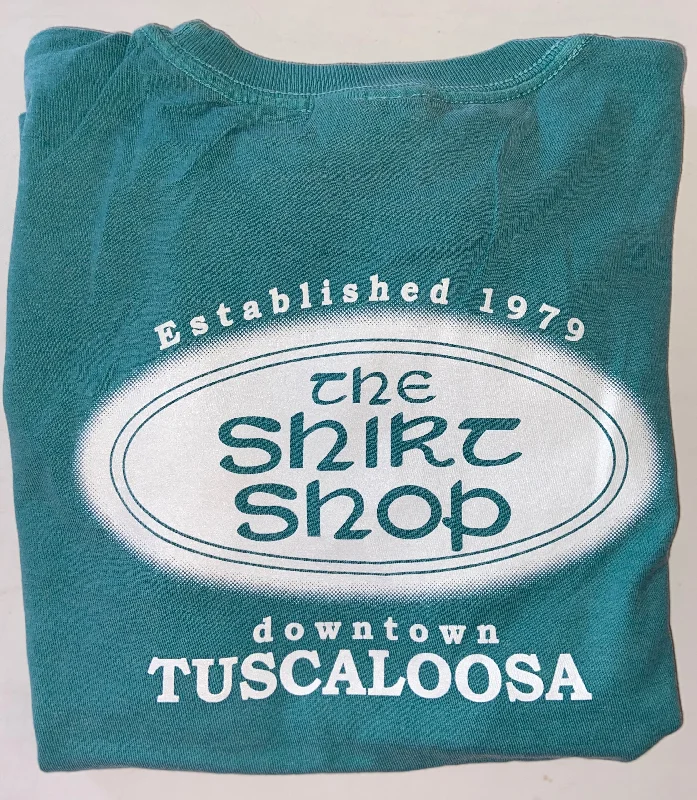 Established 1979
the
Shirt
Shop
downtown
TUSCALOOSA